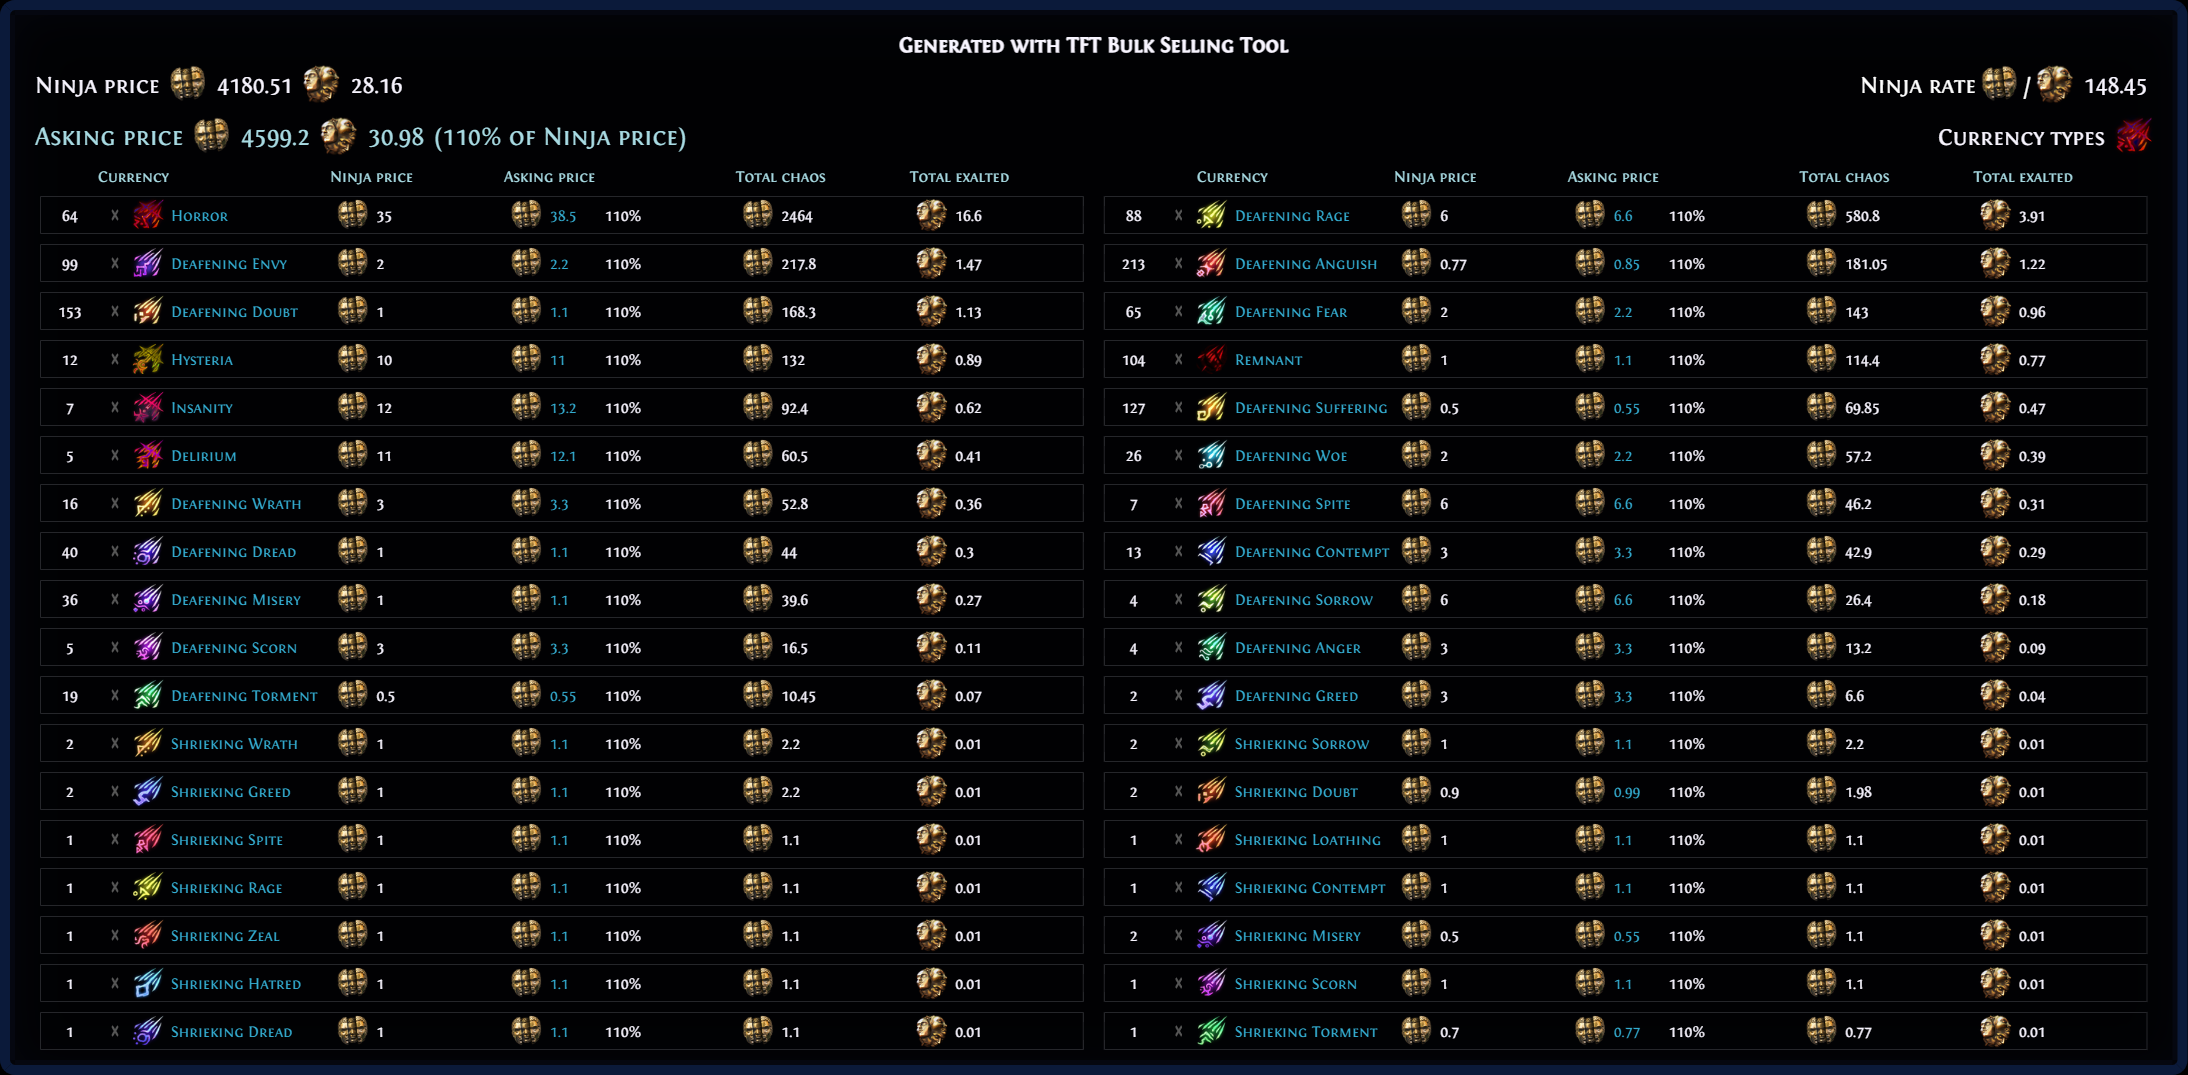 Generated with TFT Bulk Selling Tool
Ninja price 4180.51 28.16
Ninja rate / 148.45
Asking price 4599.2 30.98 (110% of Ninja price)
Currency types
Currency Ninja price Asking price Total chaos Total exalted Currency Ninja price Asking price Total chaos Total exalted
64 x Horror 35 38.5 110% 2464 16.6
88 x Deafening Rage 6 6.6 110% 580.8 3.91
99 x Deafening Envy 2 2.2 110% 217.8 1.47
213 x Deafening Anguish 0.77 0.85 110% 181.05 1.22
153 x Deafening Doubt 1 1.1 110% 168.3 1.13
65 x Deafening Fear 2 2.2 110% 143 0.96
12 x Hysteria 10 11 110% 132 0.89
104 x Remnant 1 1.1 110% 114.4 0.77
7 x Insanity 12 13.2 110% 92.4 0.62
127 x Deafening Suffering 0.5 0.55 110% 69.85 0.47
5 x Delirium 11 12.1 110% 60.5 0.41
26 x Deafening Woe 2 2.2 110% 57.2 0.39
16 x Deafening Wrath 3 3.3 110% 52.8 0.36
7 x Deafening Spite 6 6.6 110% 46.2 0.31
40 x Deafening Dread 1 1.1 110% 44 0.3
13 x Deafening Contempt 3 3.3 110% 42.9 0.29
36 x Deafening Misery 1 1.1 110% 39.6 0.27
4 x Deafening Sorrow 6 6.6 110% 26.4 0.18
5 x Deafening Scorn 3 3.3 110% 16.5 0.11
4 x Deafening Anger 3 3.3 110% 13.2 0.09
19 x Deafening Torment 0.5 0.55 110% 10.45 0.07
2 x Deafening Greed 3 3.3 110% 6.6 0.04
2 x Shrieking Wrath 1 1.1 110% 2.2 0.01
2 x Shrieking Sorrow 1 1.1 110% 2.2 0.01
2 x Shrieking Greed 1 1.1 110% 2.2 0.01
2 x Shrieking Doubt 0.9 0.99 110% 1.98 0.01
1 x Shrieking Spite 1 1.1 110% 1.1 0.01
1 x Shrieking Loathing 1 1.1 110% 1.1 0.01
1 x Shrieking Rage 1 1.1 110% 1.1 0.01
1 x Shrieking Contempt 1 1.1 110% 1.1 0.01
1 x Shrieking Zeal 1 1.1 110% 1.1 0.01
2 x Shrieking Misery 0.5 0.55 110% 1.1 0.01
1 x Shrieking Hatred 1 1.1 110% 1.1 0.01
1 x Shrieking Scorn 1 1.1 110% 1.1 0.01
1 x Shrieking Dread 1 1.1 110% 1.1 0.01
1 x Shrieking Torment 0.7 0.77 110% 0.77 0.01